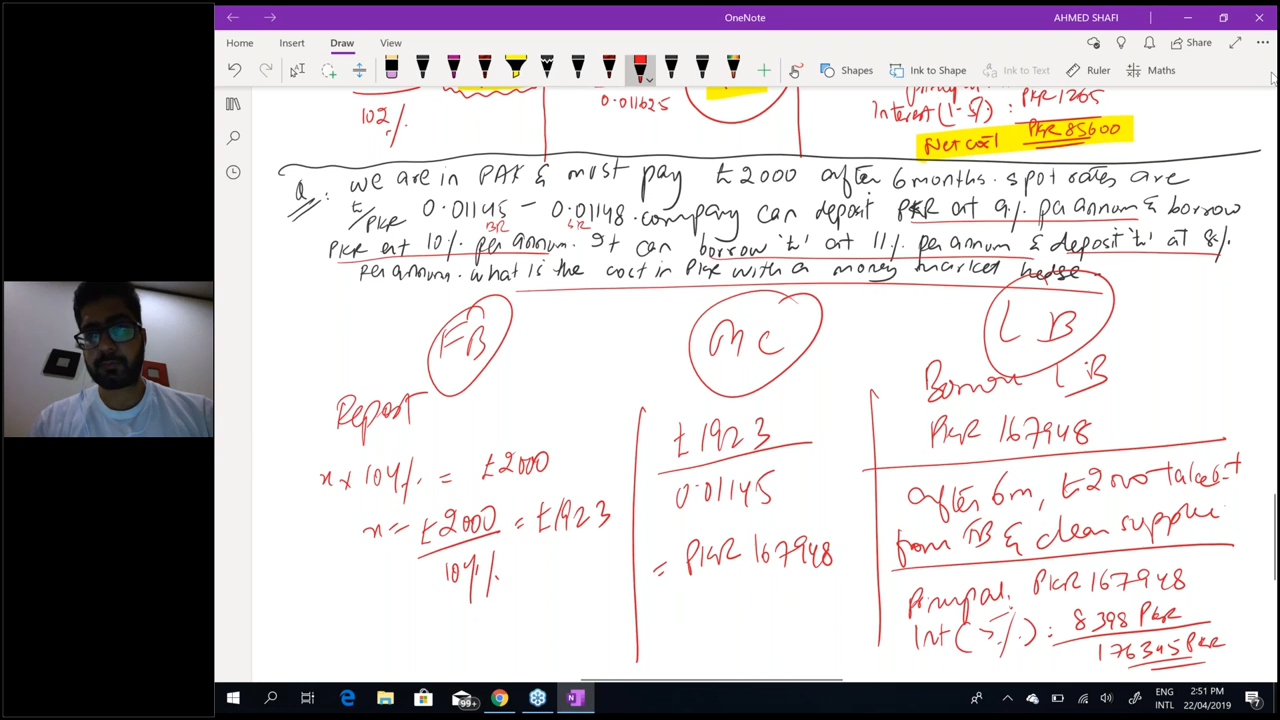 OneNote
AHMED SHAFI
Home Insert Draw View
Share
Shapes Ink to Shape Ink to Text Ruler Maths
102%
0.011625
Interest (1.5%) : PKR 1265
Net cost PKR 85600
Q: we are in PAK & must pay £2000 after 6 months. spot rates are
£/PKR 0.01145 - 0.01148. company can deposit PKR at 9% per annum & borrow
BR SR
PKR at 10% per annum. It can borrow '£' at 11% per annum & deposit '£' at 8%
per annum. what is the cost in PKR with a money market hedge.
FB MC LB
Deposit
x × 104% = £2000
x = £2000 = £1923
104%
£1923
0.01145
= PKR 167948
Borrow LB
PKR 167948
after 6m, £2000 taken out
from FB & clear supplier
Principal: PKR 167948
Int (5%) : 8398 PKR
176345 PKR
99+
ENG
INTL
2:51 PM
22/04/2019
7